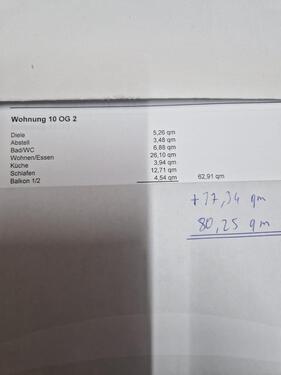 Wohnung 10 OG 2
Diele 5,26 qm
Abstell 3,48 qm
Bad/WC 6,88 qm
Wohnen/Essen 26,10 qm
Küche 3,94 qm
Schlafen 12,71 qm
Balkon 1/2 4,54 qm 62,91 qm
+17,34 qm
80,25 qm